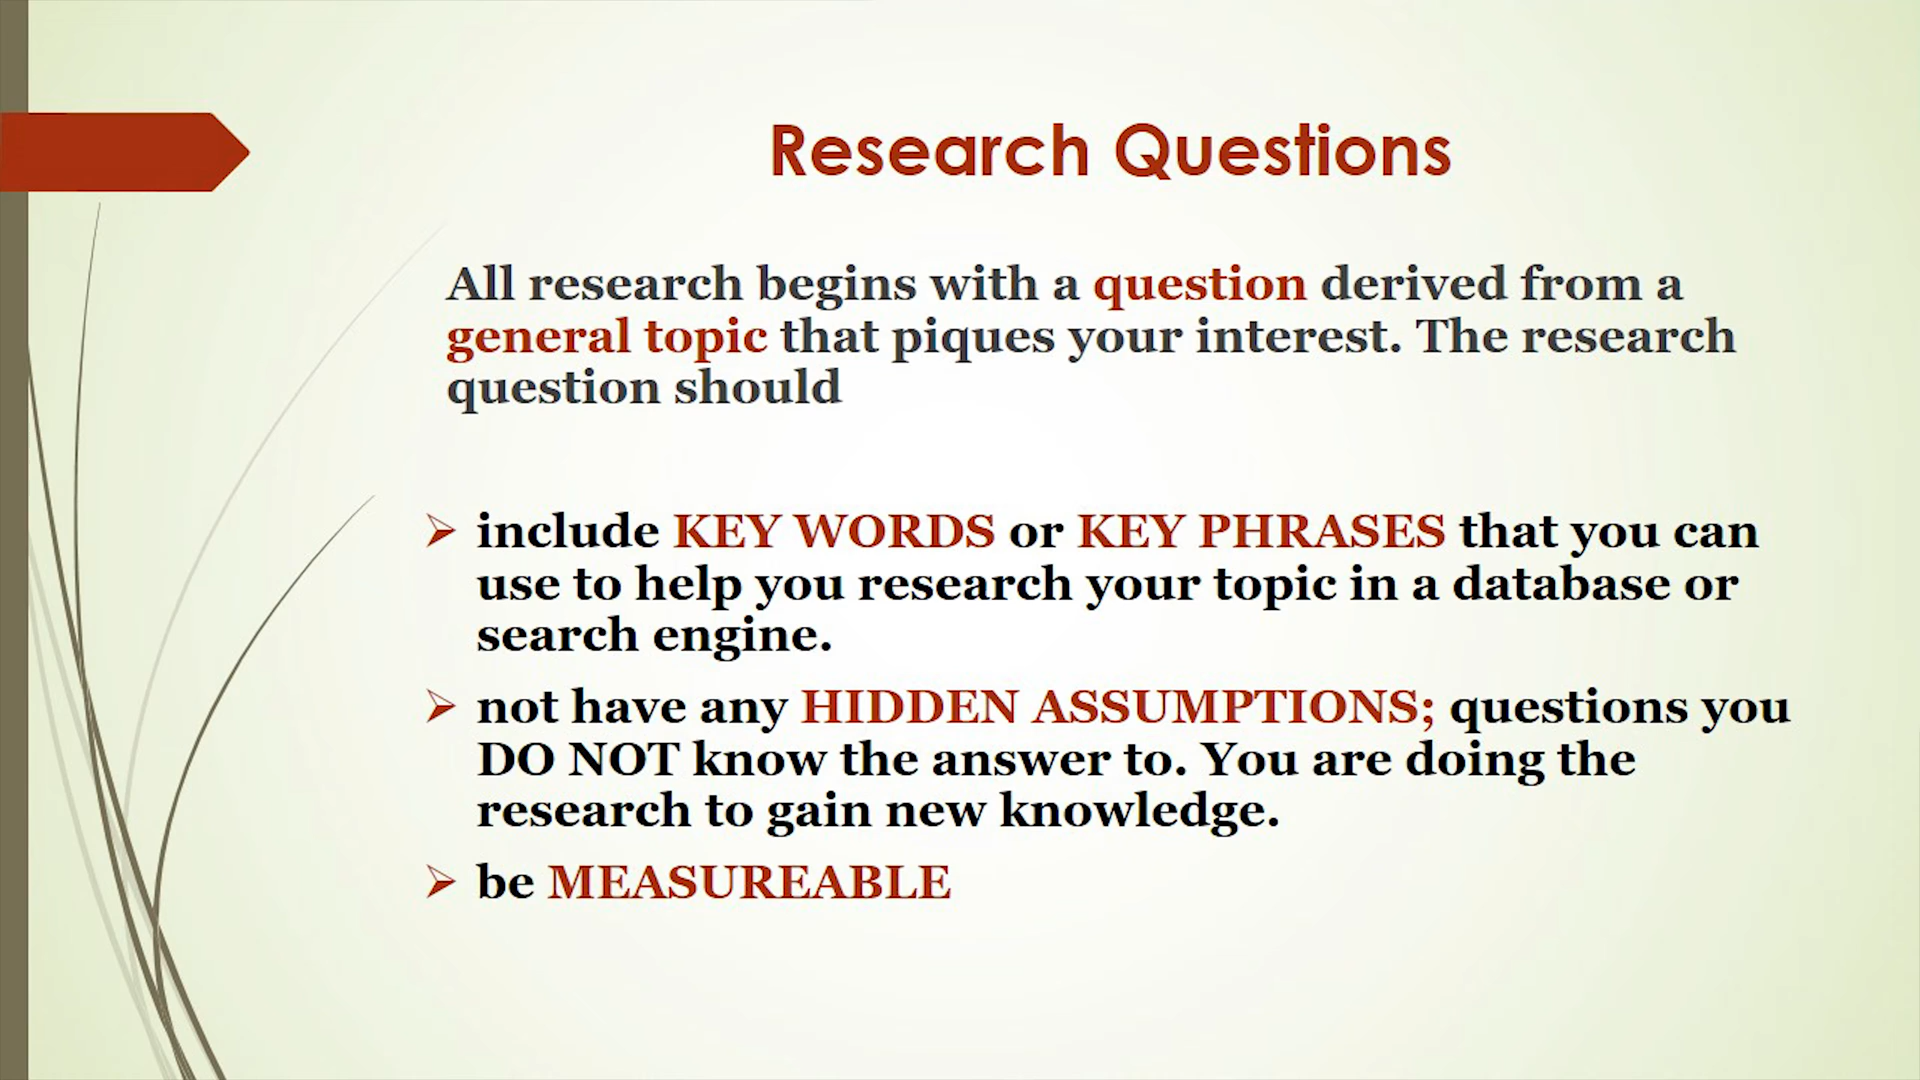 Research Questions
All research begins with a question derived from a
general topic that piques your interest. The research
question should
include KEY WORDS or KEY PHRASES that you can
use to help you research your topic in a database or
search engine.
not have any HIDDEN ASSUMPTIONS; questions you
DO NOT know the answer to. You are doing the
research to gain new knowledge.
be MEASUREABLE